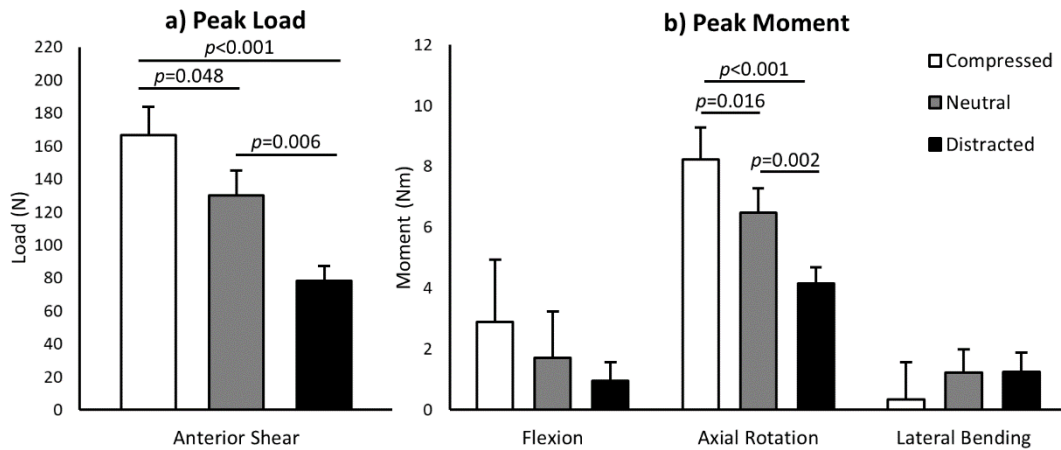 a) Peak Load
220
200
180
160
140
120
100
80
60
40
20
0
Load (N)
p<0.001
p=0.048
p=0.006
Anterior Shear
b) Peak Moment
12
10
8
6
4
2
0
Moment (Nm)
p<0.001
p=0.016
p=0.002
Flexion
Axial Rotation
Lateral Bending
Compressed
Neutral
Distracted